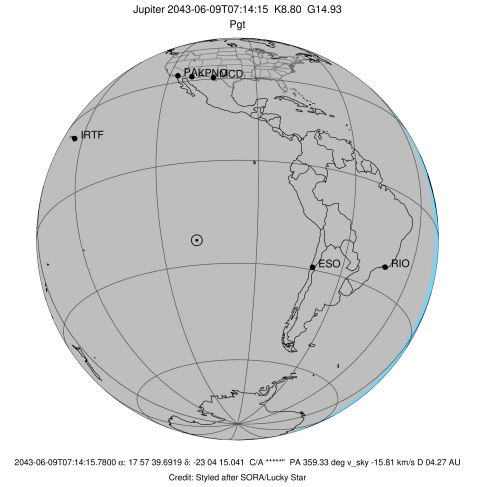 Jupiter 2043-06-09T07:14:15 K8.80 G14.93
Pgt
IRTF
ESO
RIO
2043-06-09T07:14:15.7800 α: 17 57 39.6919 δ: -23 04 15.041 C/A *****" PA 359.33 deg v_sky -15.81 km/s D 04.27 AU
Credit: Styled after SORA/Lucky Star